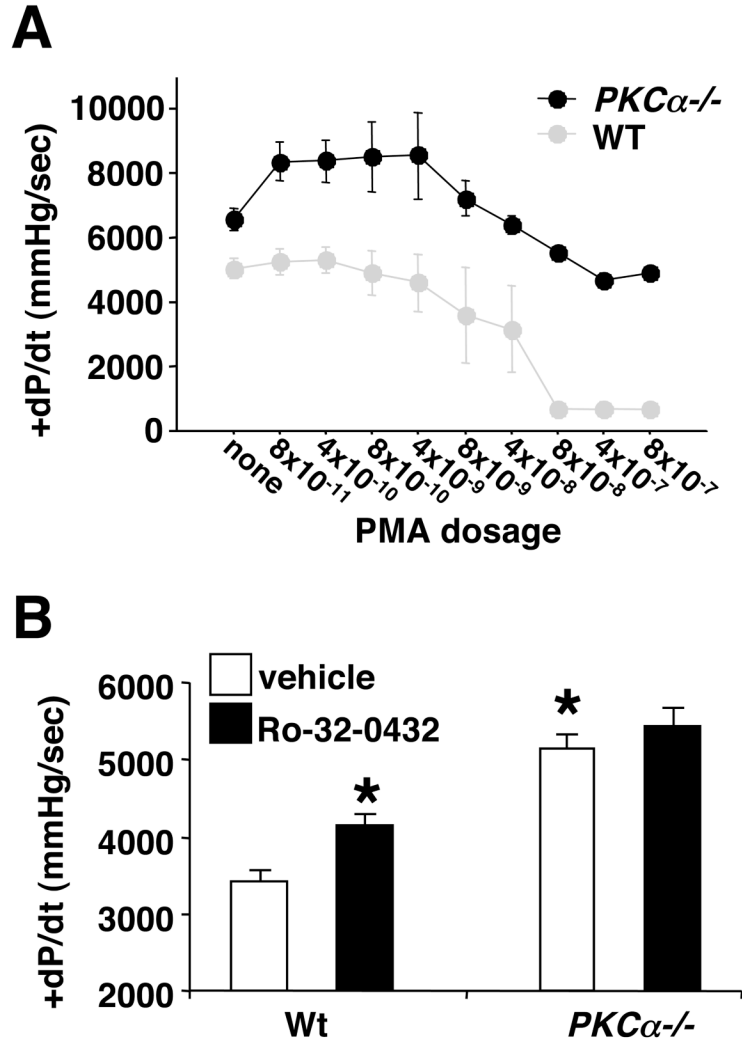 A
+dP/dt (mmHg/sec)
10000
8000
6000
4000
2000
0
PKCα-/-
WT
none
8x10-11
4x10-10
8x10-10
4x10-9
8x10-9
4x10-8
8x10-8
4x10-7
8x10-7
PMA dosage
B
+dP/dt (mmHg/sec)
6000
5000
4000
3000
2000
vehicle
Ro-32-0432
*
*
Wt
PKCα-/-